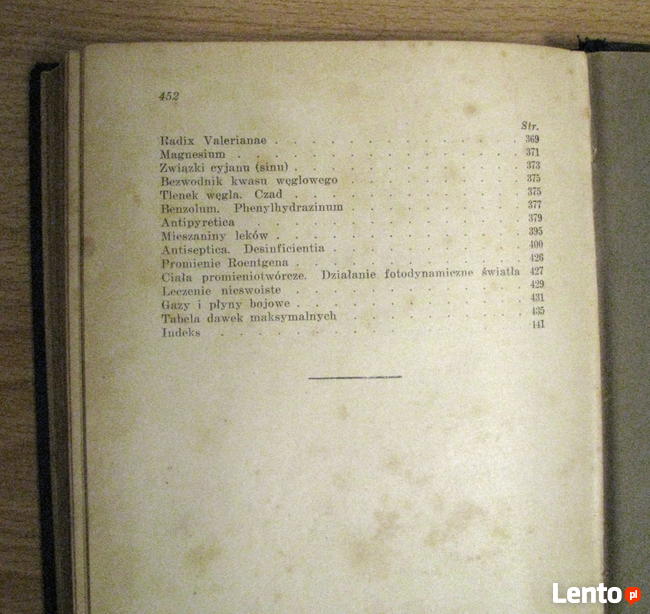 452
Str.
Radix Valerianae . . . . . . . . . . . . 369
Magnesium . . . . . . . . . . . . . 371
Związki cyjanu (sinu) . . . . . . . . . . . 373
Bezwodnik kwasu węglowego . . . . . . . . 375
Tlenek węgla. Czad . . . . . . . . . . . 375
Benzolum. Phenylhydrazinum . . . . . . . . 377
Antipyretica . . . . . . . . . . . . . 379
Mieszaniny leków . . . . . . . . . . . . 395
Antiseptica. Desinficientia . . . . . . . . . 400
Promienie Roentgena . . . . . . . . . . . 426
Ciała promieniotwórcze. Działanie fotodynamiczne światła 427
Leczenie nieswoiste . . . . . . . . . . . 429
Gazy i płyny bojowe . . . . . . . . . . . 431
Tabela dawek maksymalnych . . . . . . . . 435
Indeks . . . . . . . . . . . . . . . 441
Lento.pl